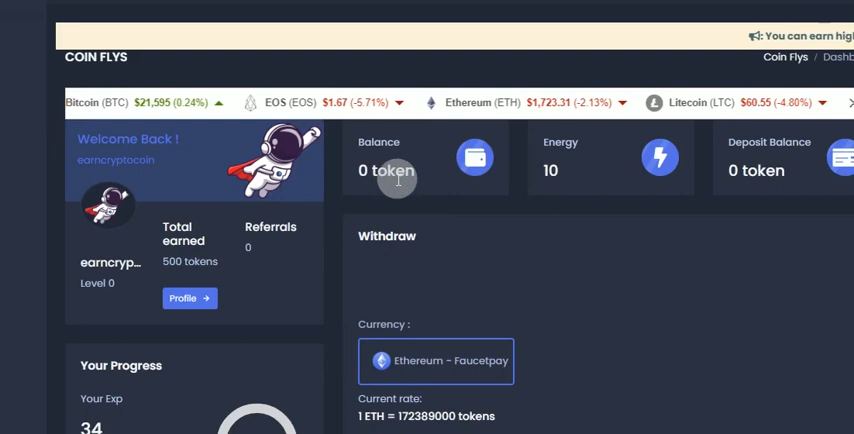 : You can earn
COIN FLYS
Coin Flys / Dashb
Bitcoin (BTC) $21,595 (0.24%) EOS (EOS) $1.67 (-5.71%) Ethereum (ETH) $1,723.31 (-2.13%) Litecoin (LTC) $60.55 (-4.80%)
Welcome Back !
earncryptocoin
Balance
0 token
Energy
10
Deposit Balance
0 token
Total earned
500 tokens
Referrals
0
earncryp...
Level 0
Profile →
Withdraw
Currency :
Ethereum - Faucetpay
Current rate:
1 ETH = 172389000 tokens
Your Progress
Your Exp
34